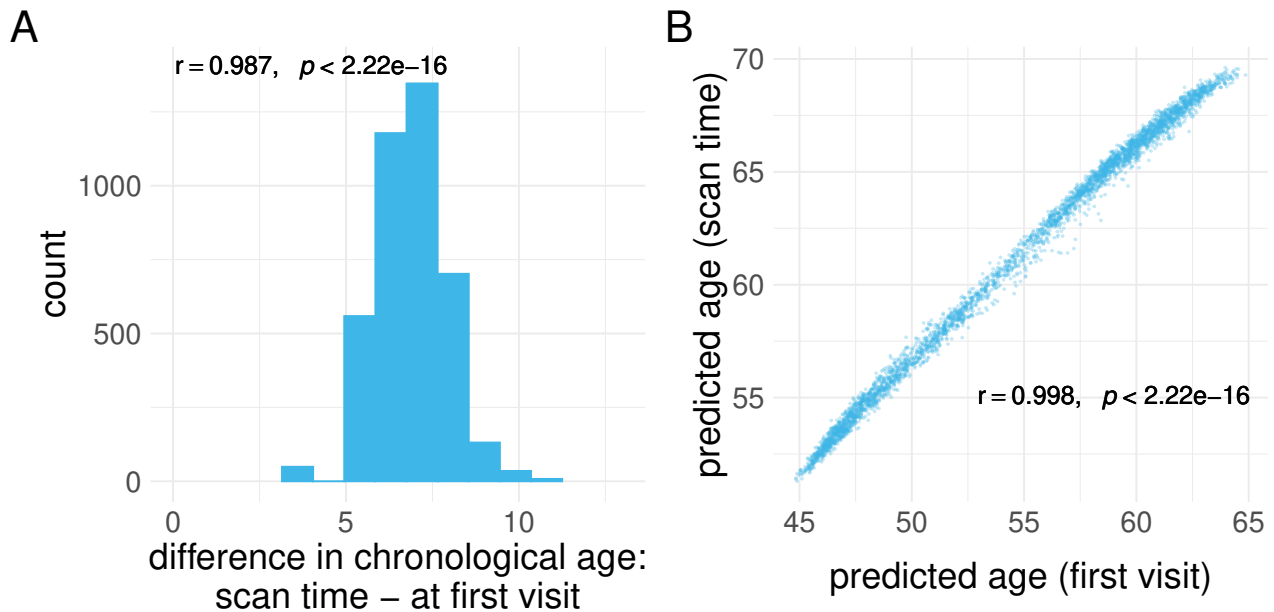 A
r = 0.987, p < 2.22e−16
count
1000
500
0
0 5 10
difference in chronological age:
scan time − at first visit
B
predicted age (scan time)
70
65
60
55
r = 0.998, p < 2.22e−16
45 50 55 60 65
predicted age (first visit)